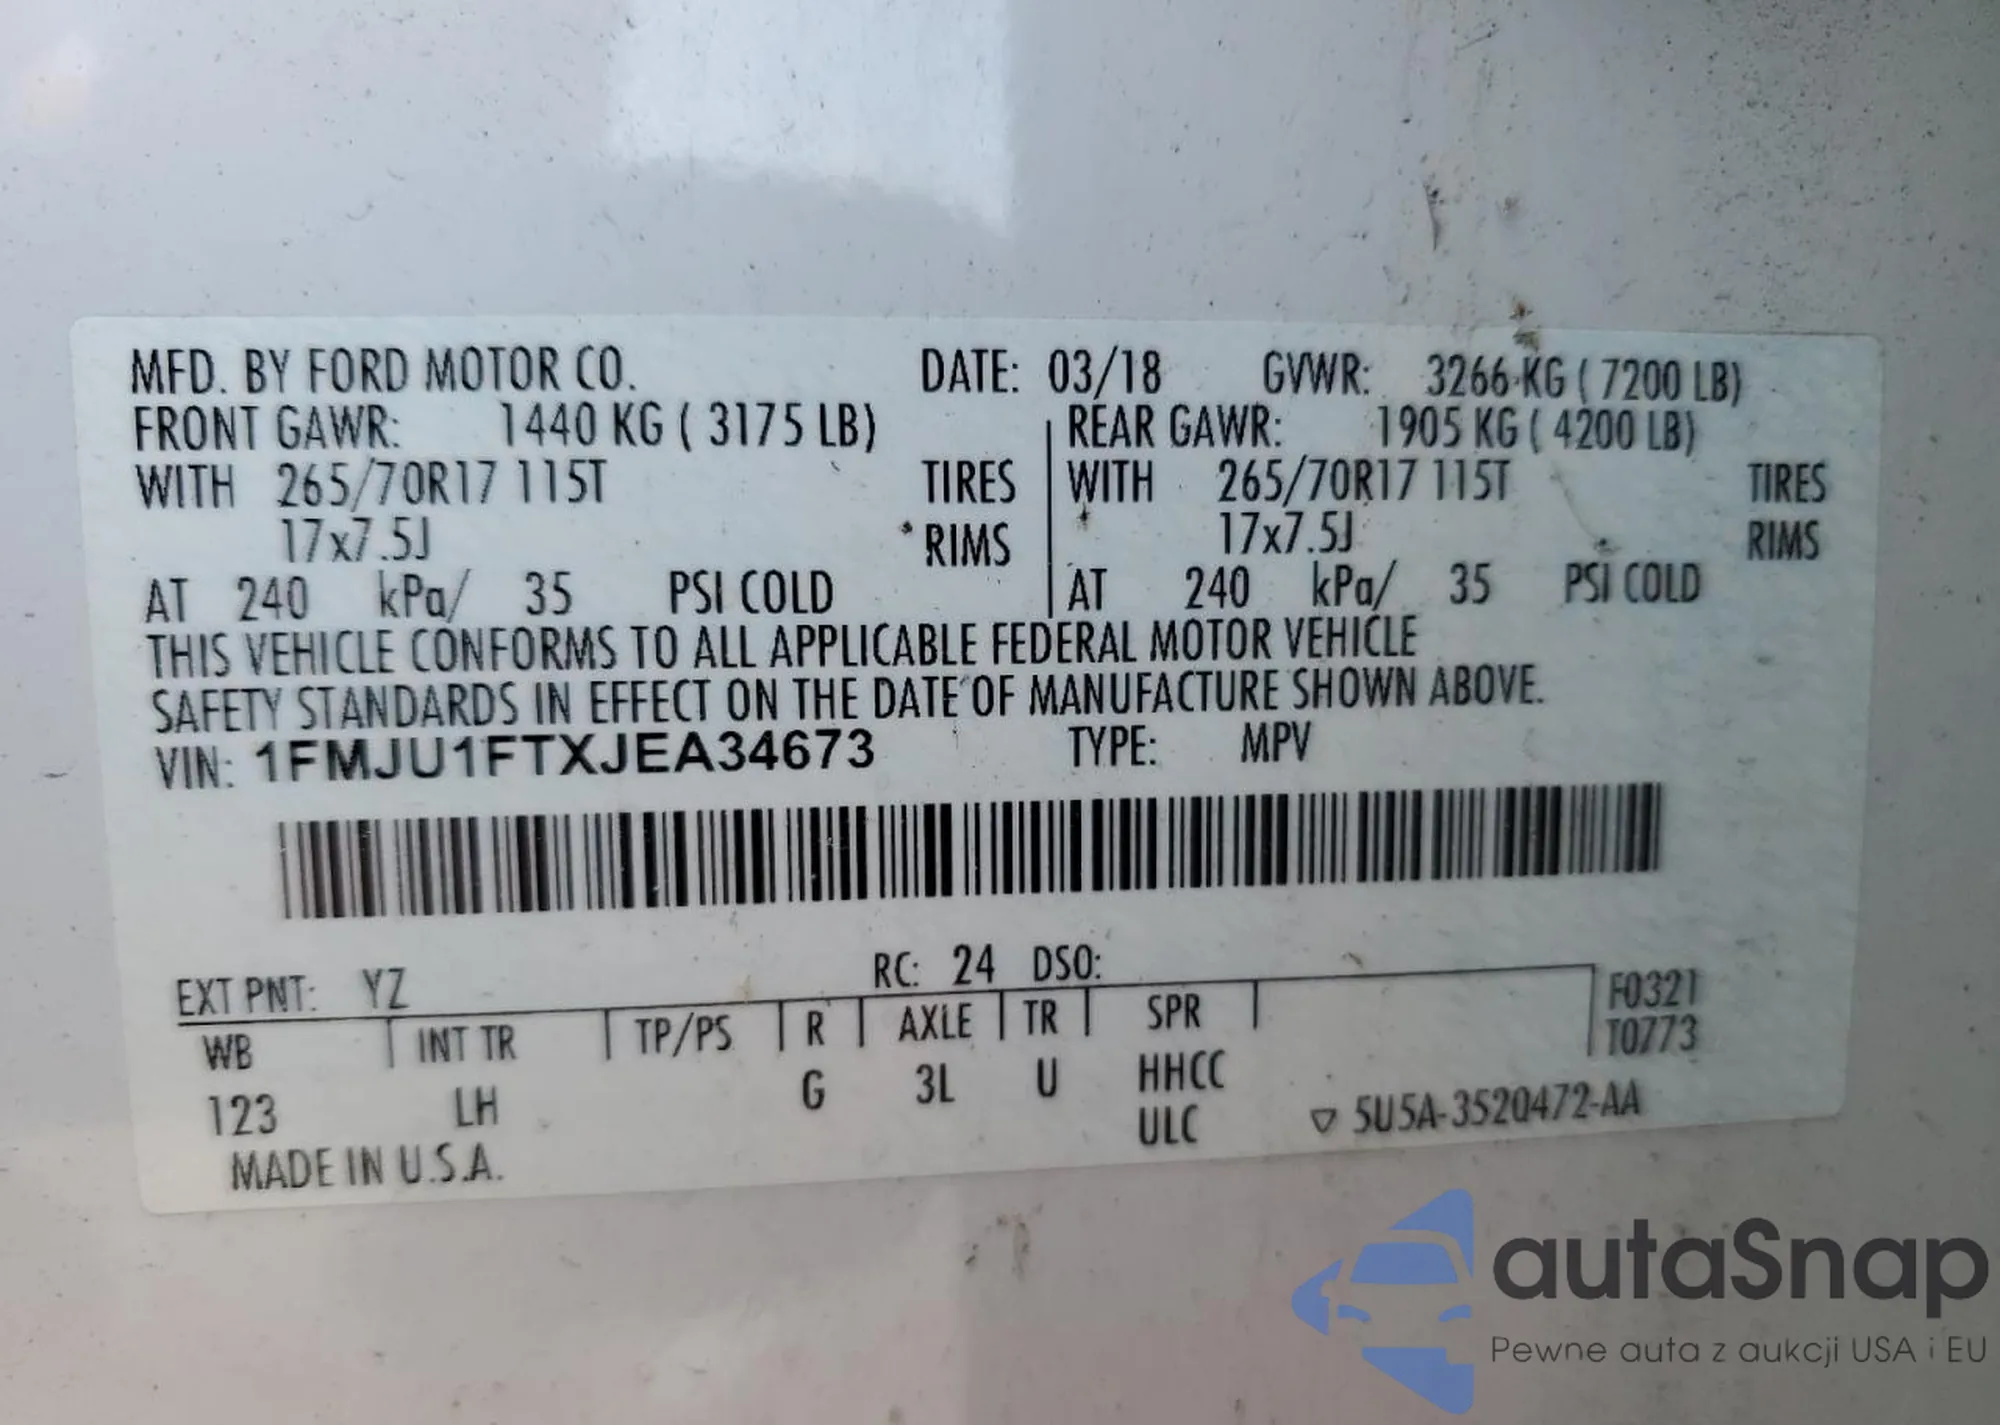 MFD. BY FORD MOTOR CO. DATE: 03/18 GVWR: 3266 KG ( 7200 LB)
FRONT GAWR: 1440 KG ( 3175 LB) REAR GAWR: 1905 KG ( 4200 LB)
WITH 265/70R17 115T TIRES WITH 265/70R17 115T TIRES
17x7.5J RIMS 17x7.5J RIMS
AT 240 kPa/ 35 PSI COLD AT 240 kPa/ 35 PSI COLD
THIS VEHICLE CONFORMS TO ALL APPLICABLE FEDERAL MOTOR VEHICLE
SAFETY STANDARDS IN EFFECT ON THE DATE OF MANUFACTURE SHOWN ABOVE.
VIN: 1FMJU1FTXJEA34673 TYPE: MPV
EXT PNT: YZ RC: 24 DSO:
WB INT TR TP/PS R AXLE TR SPR F0321
T0773
123 LH G 3L U HHCC
ULC ▽ 5U5A-3520472-AA
MADE IN U.S.A.
autaSnap
Pewne auta z aukcji USA i EU